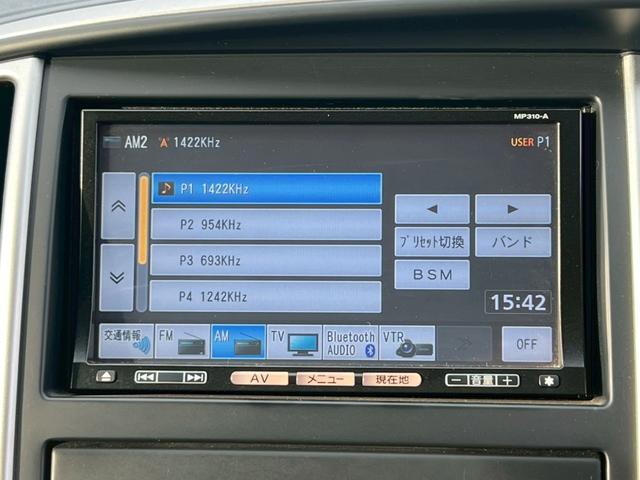 MP310-A
AM2 1422KHz
USER P1
P1 1422KHz
P2 954KHz
P3 693KHz
P4 1242KHz
プリセット切換
バンド
BSM
15:42
交通情報
FM
AM
TV
Bluetooth
AUDIO
VTR
OFF
AV
メニュー
現在地
音量